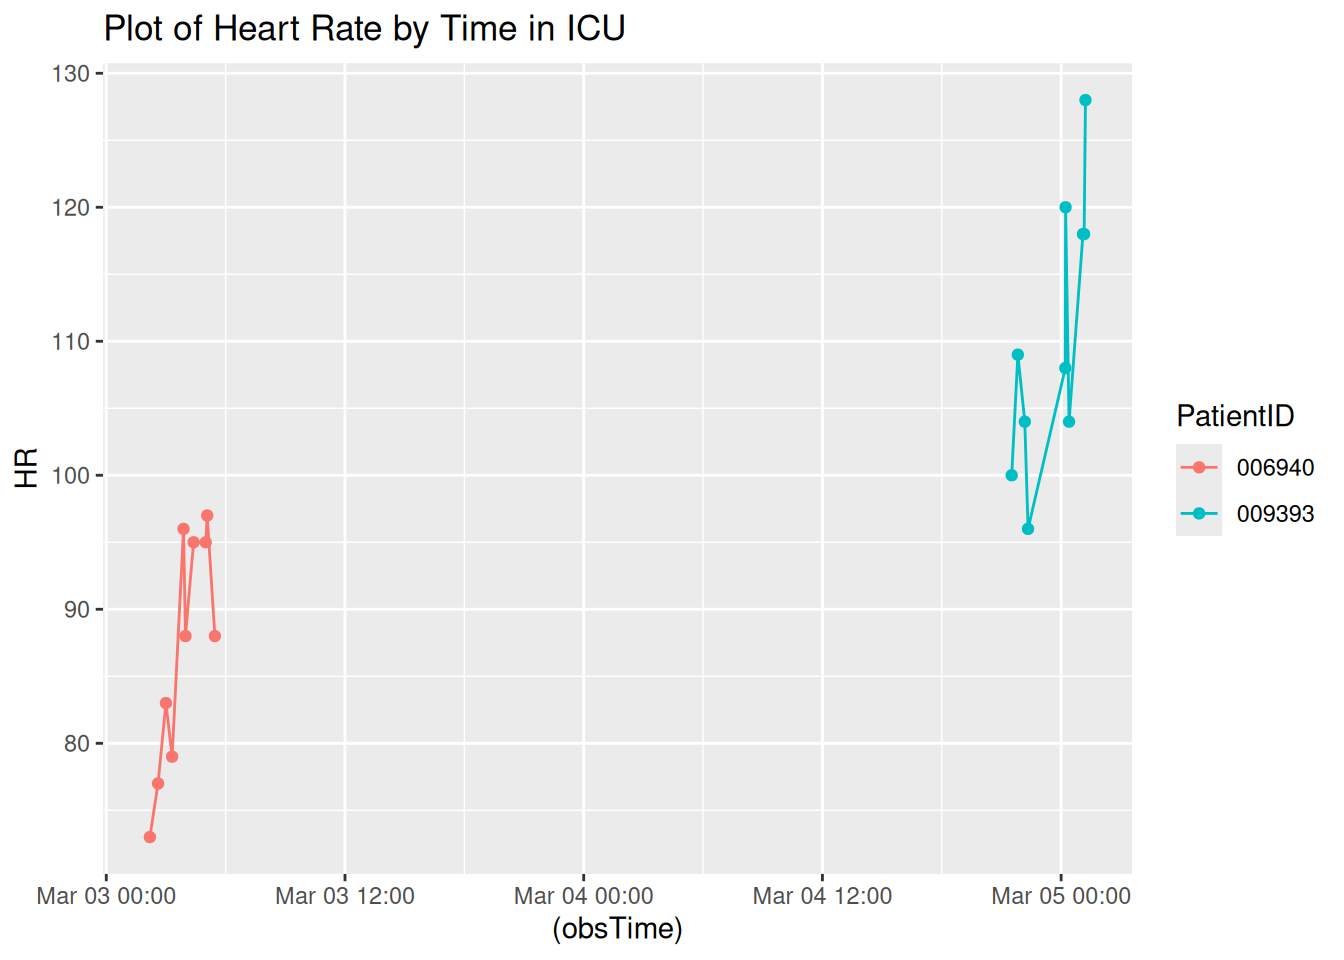 Plot of Heart Rate by Time in ICU
130
120
110
100
90
80
HR
Mar 03 00:00 Mar 03 12:00 Mar 04 00:00 Mar 04 12:00 Mar 05 00:00
(obsTime)
PatientID
006940
009393